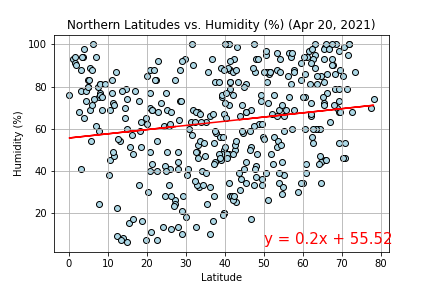 Northern Latitudes vs. Humidity (%) (Apr 20, 2021)
100
80
60
40
20
Humidity (%)
y = 0.2x + 55.52
0 10 20 30 40 50 60 70 80
Latitude